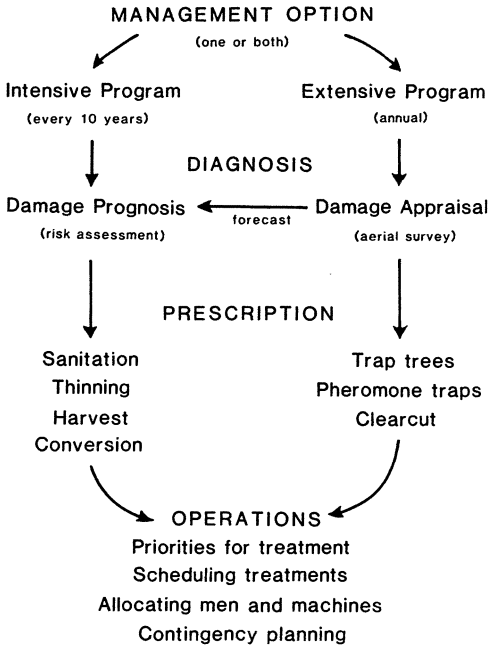 MANAGEMENT OPTION
(one or both)
Intensive Program
Extensive Program
(every 10 years)
(annual)
DIAGNOSIS
Damage Prognosis
Damage Appraisal
forecast
(risk assessment)
(aerial survey)
PRESCRIPTION
Sanitation
Thinning
Harvest
Conversion
Trap trees
Pheromone traps
Clearcut
OPERATIONS
Priorities for treatment
Scheduling treatments
Allocating men and machines
Contingency planning